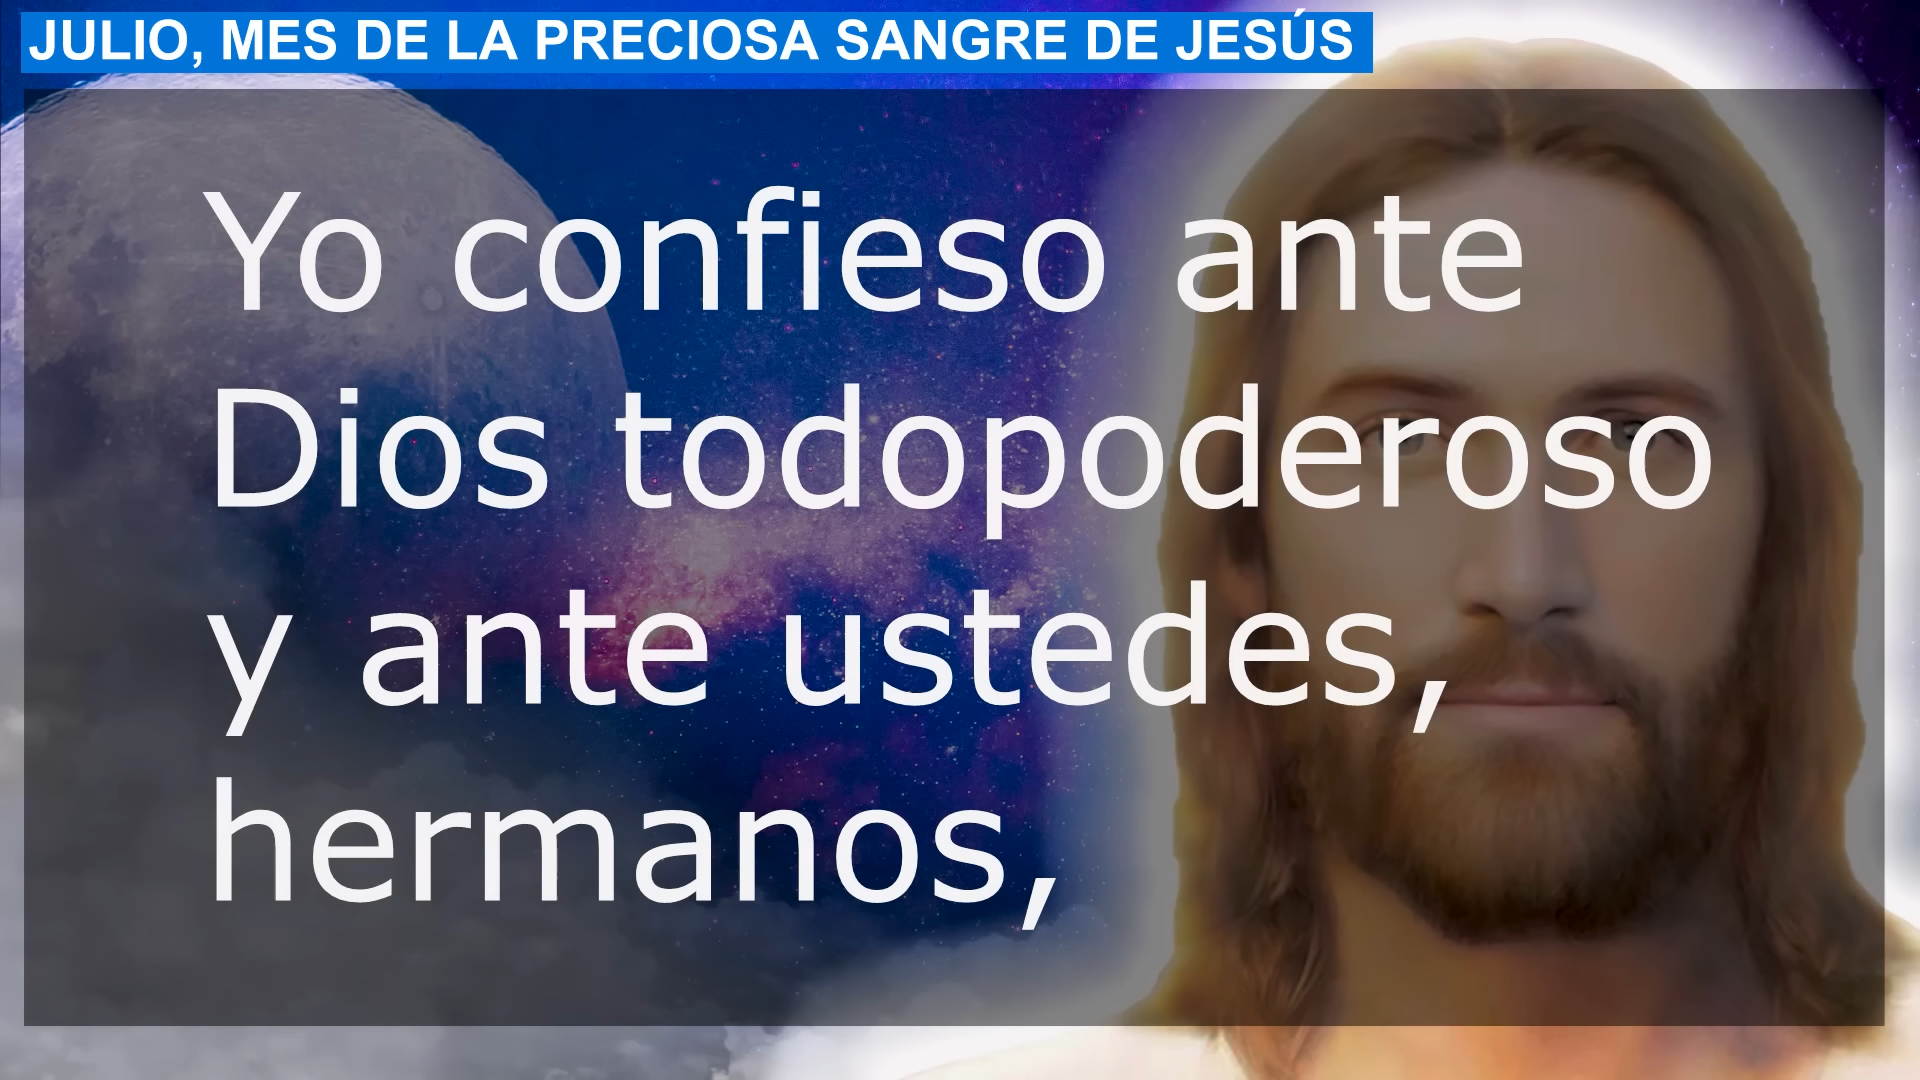 JULIO, MES DE LA PRECIOSA SANGRE DE JESÚS
Yo confieso ante
Dios todopoderoso
y ante ustedes,
hermanos,